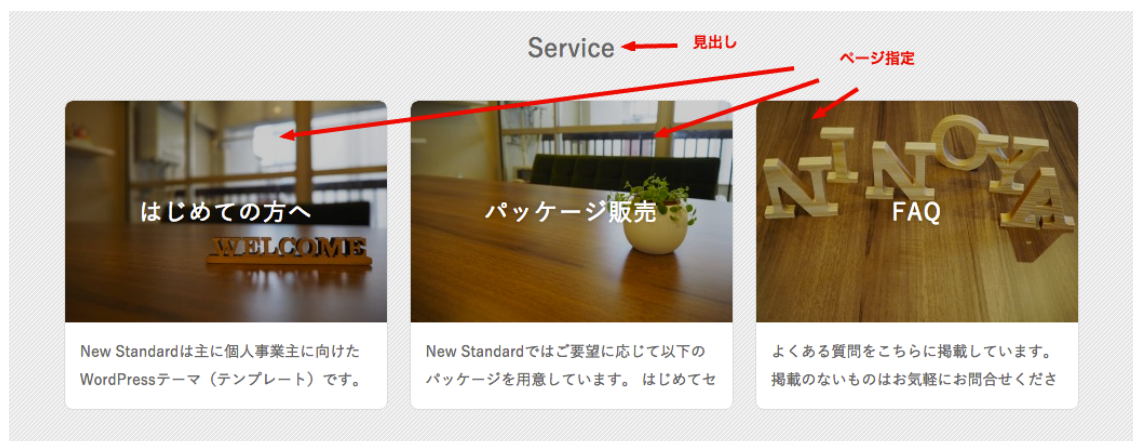 Service
見出し
ページ指定
はじめての方へ
WELCOME
パッケージ販売
NINOYA
FAQ
New Standardは主に個人事業主に向けた
WordPressテーマ（テンプレート）です。
New Standardではご要望に応じて以下の
パッケージを用意しています。 はじめてセ
よくある質問をこちらに掲載しています。
掲載のないものはお気軽にお問合せくださ